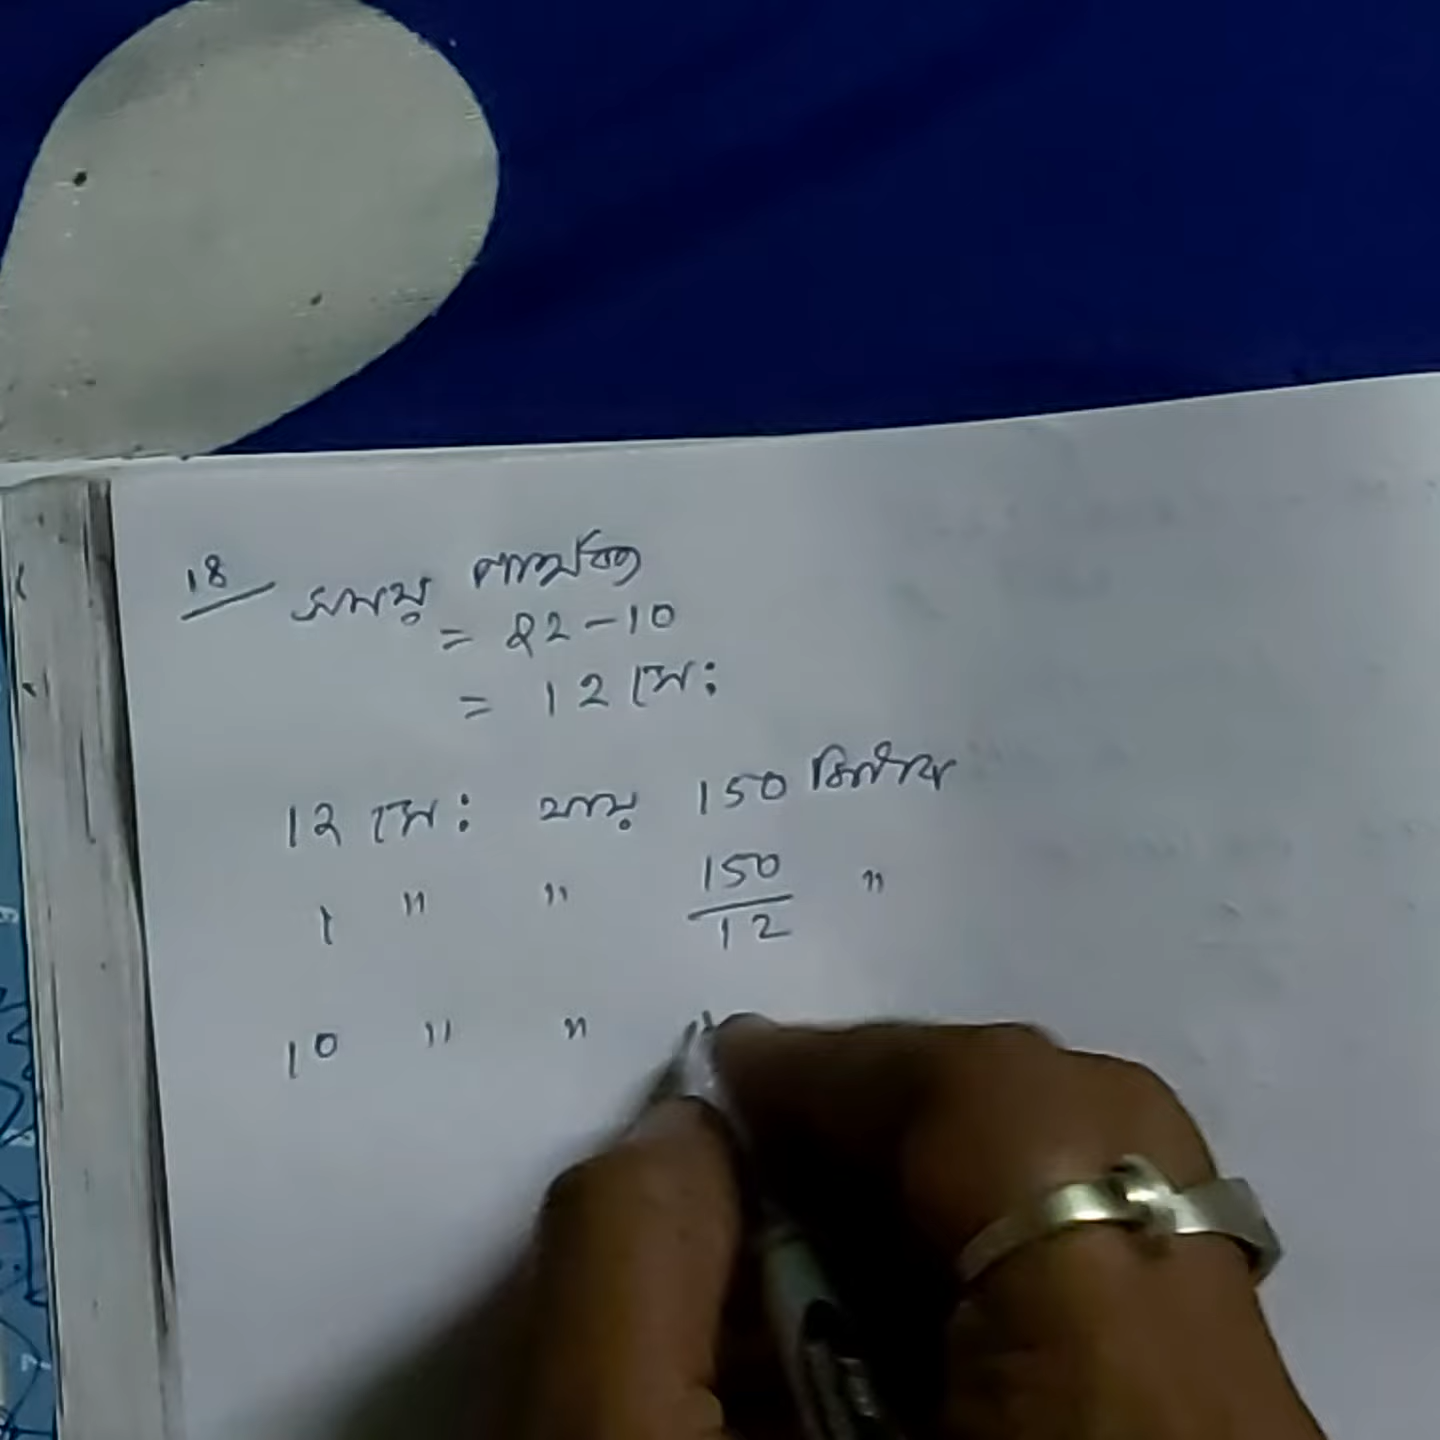 18 সময় পার্থক্য
= 22-10
= 12 সে:
12 সে: যায় 150 মিটার
1 " " 150/12 "
10 " "